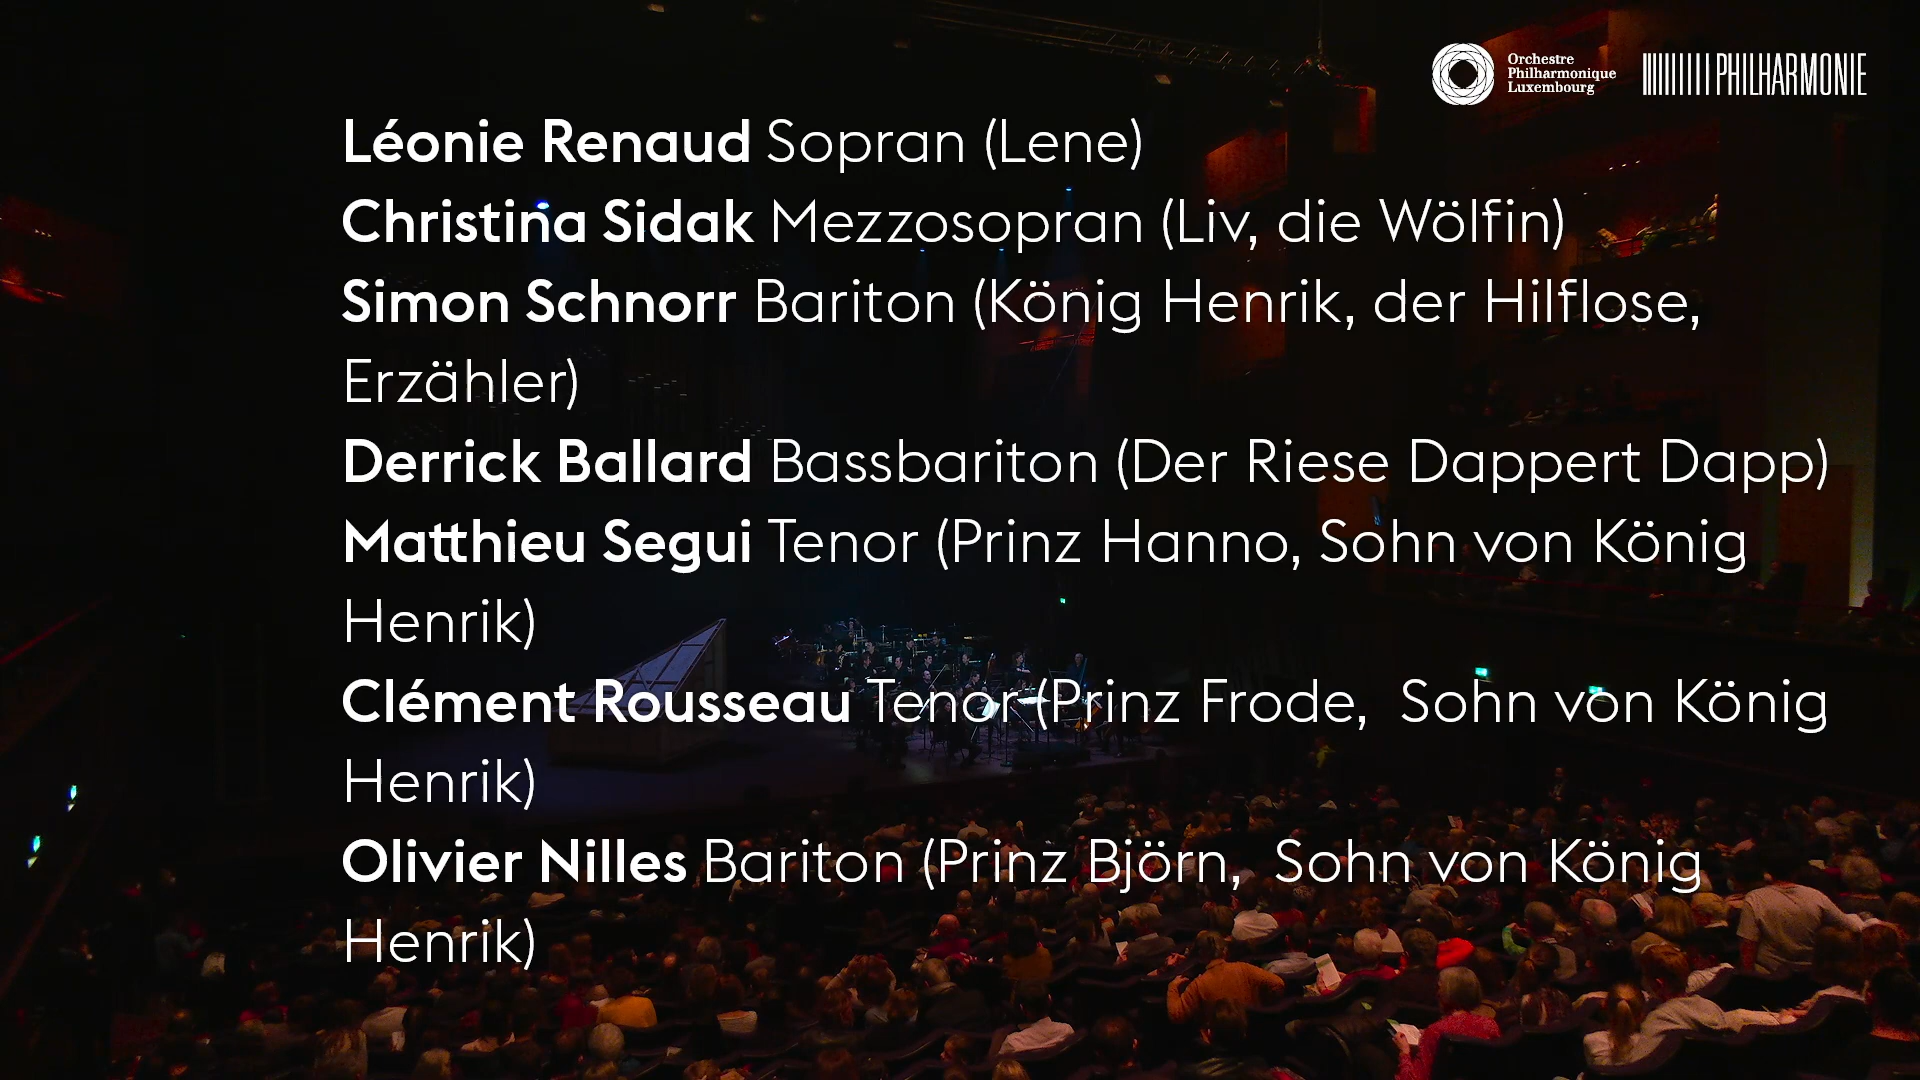 Orchestre
Philharmonique
Luxembourg
PHILHARMONIE
Léonie Renaud Sopran (Lene)
Christina Sidak Mezzosopran (Liv, die Wölfin)
Simon Schnorr Bariton (König Henrik, der Hilflose,
Erzähler)
Derrick Ballard Bassbariton (Der Riese Dappert Dapp)
Matthieu Segui Tenor (Prinz Hanno, Sohn von König
Henrik)
Clément Rousseau Tenor (Prinz Frode,  Sohn von König
Henrik)
Olivier Nilles Bariton (Prinz Björn,  Sohn von König
Henrik)